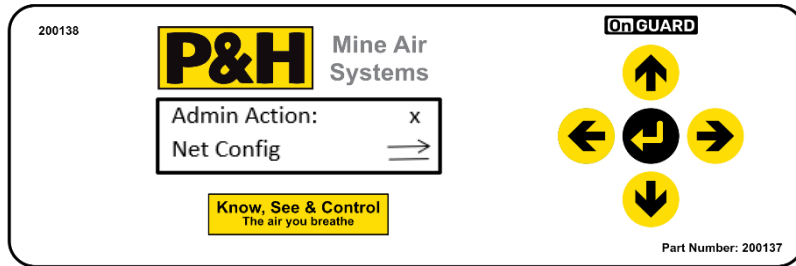 200138
P&H
Mine Air
Systems
OnGUARD
Admin Action: x
Net Config
Know, See & Control
The air you breathe
Part Number: 200137